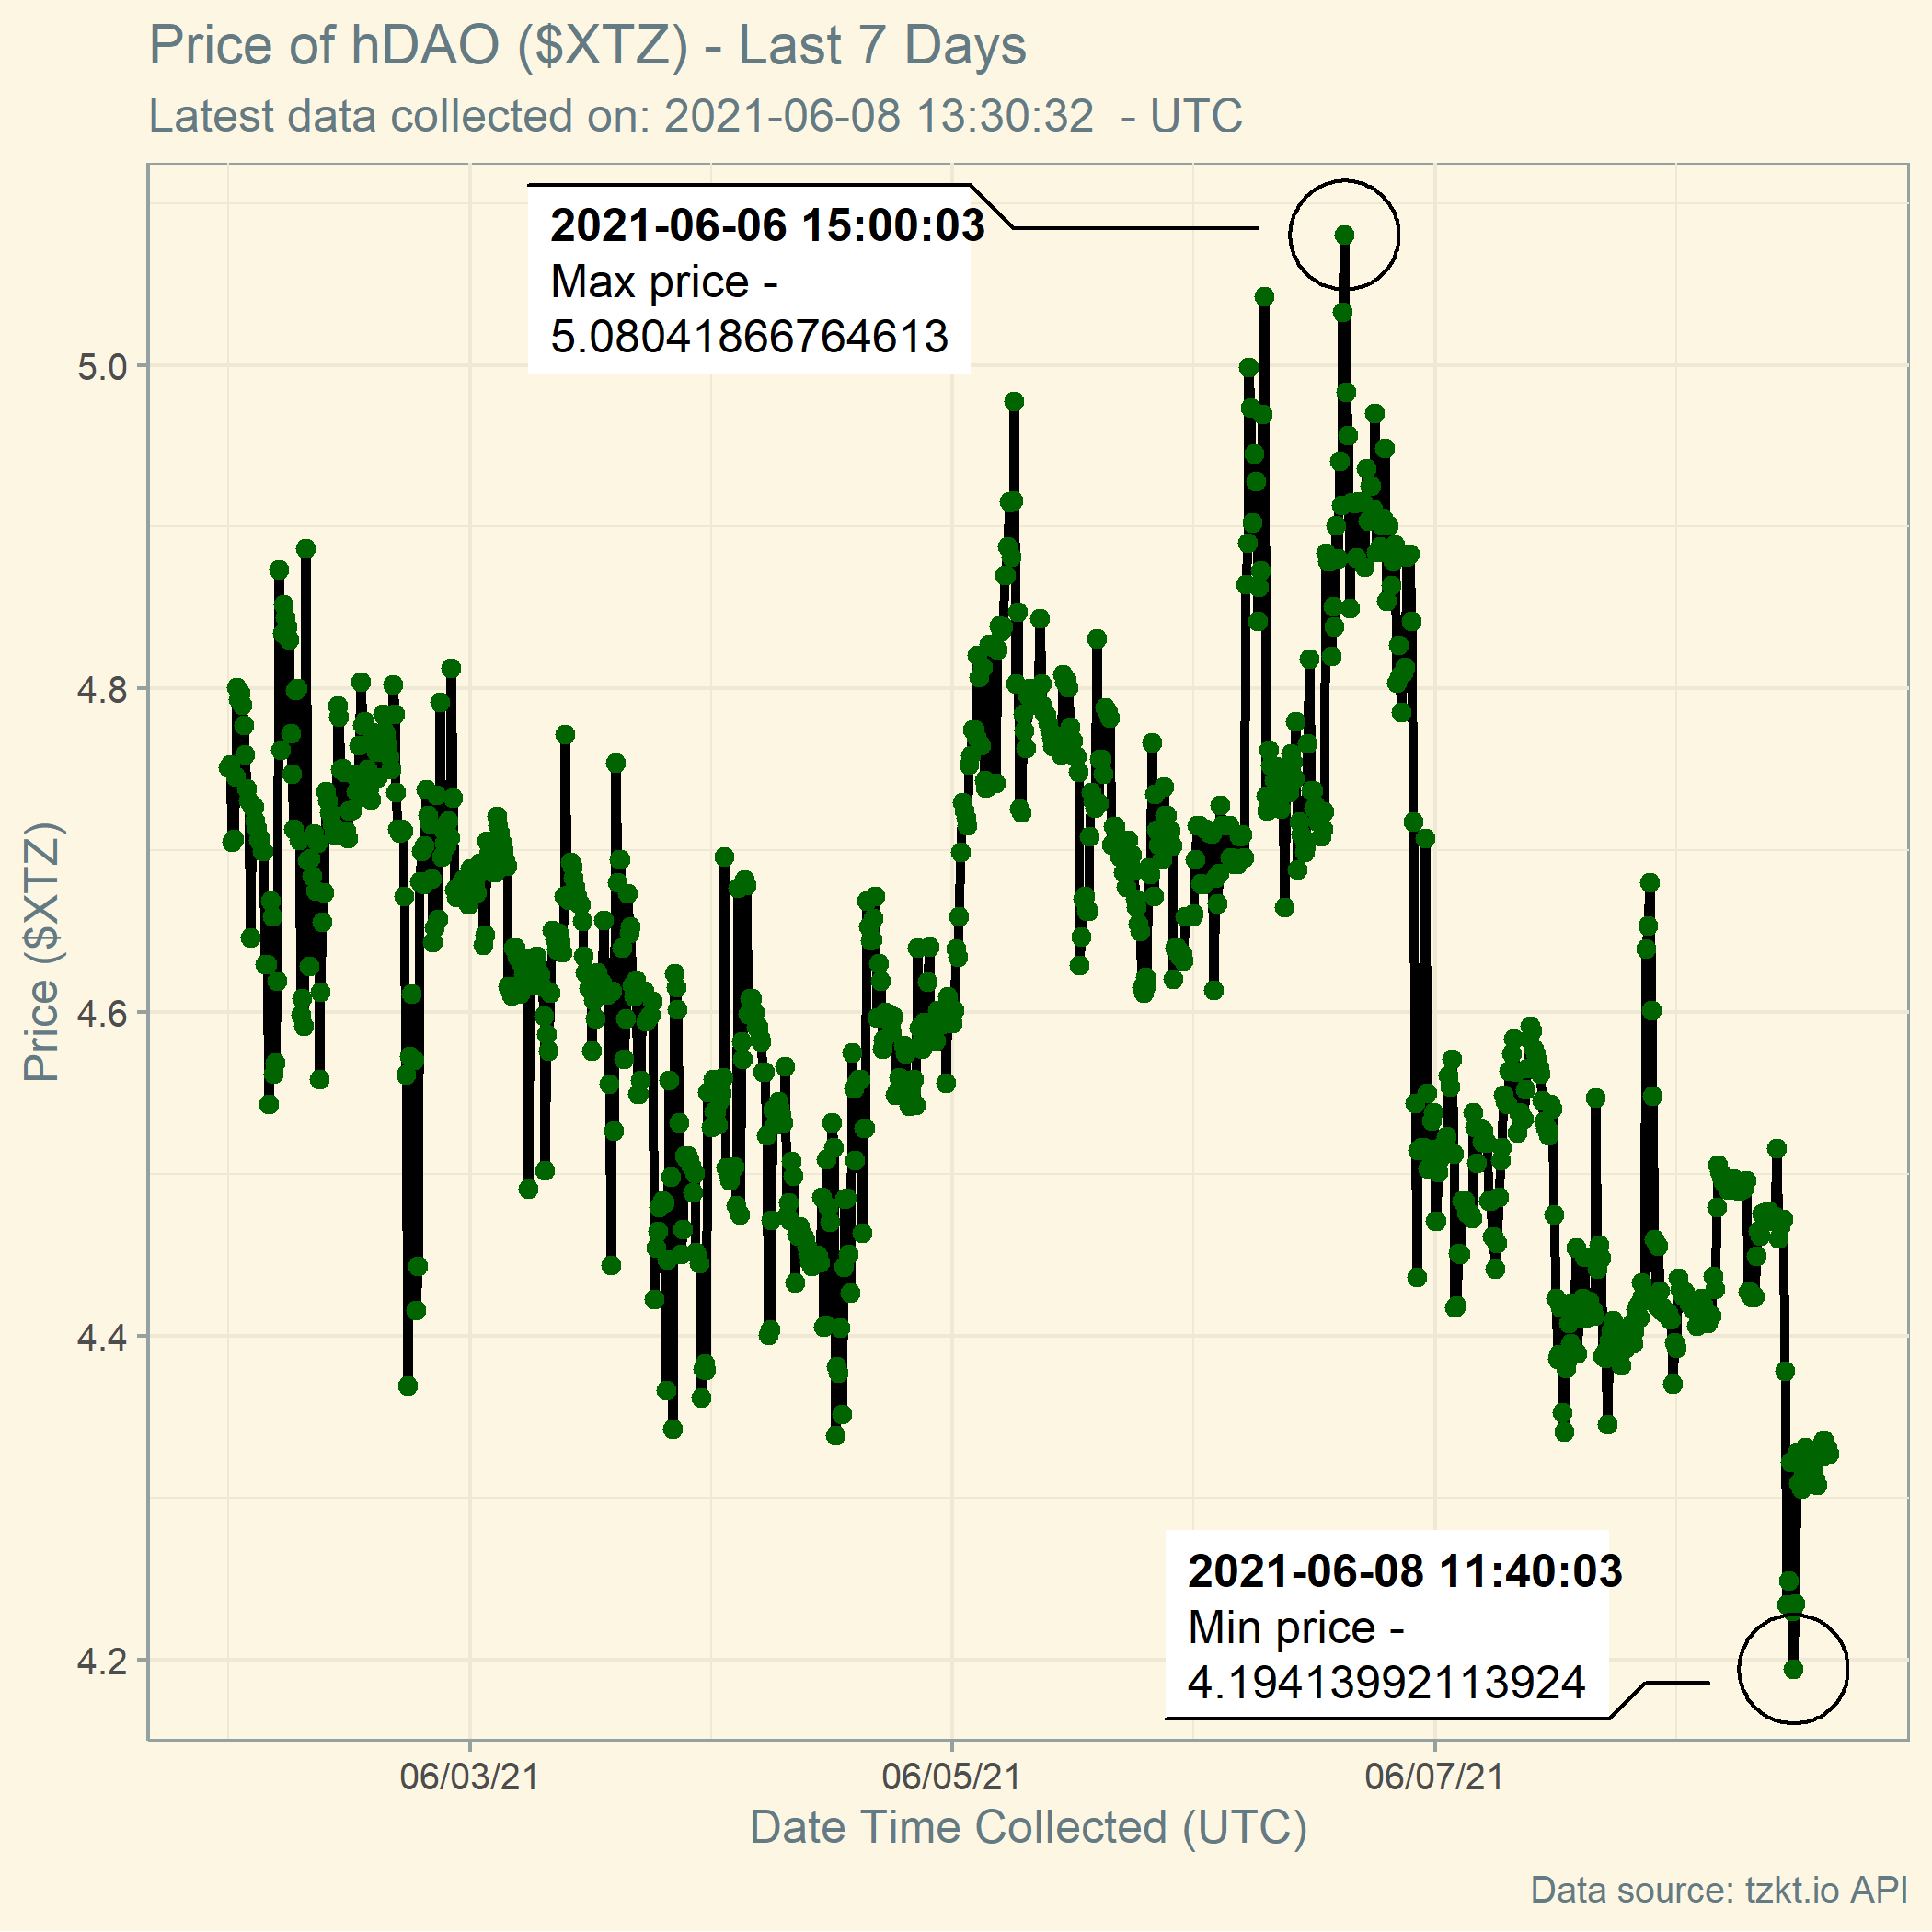 Price of hDAO ($XTZ) - Last 7 Days
Latest data collected on: 2021-06-08 13:30:32  - UTC
2021-06-06 15:00:03
Max price -
5.08041866764613
5.0
4.8
4.6
4.4
4.2
Price ($XTZ)
2021-06-08 11:40:03
Min price -
4.19413992113924
06/03/21
06/05/21
06/07/21
Date Time Collected (UTC)
Data source: tzkt.io API